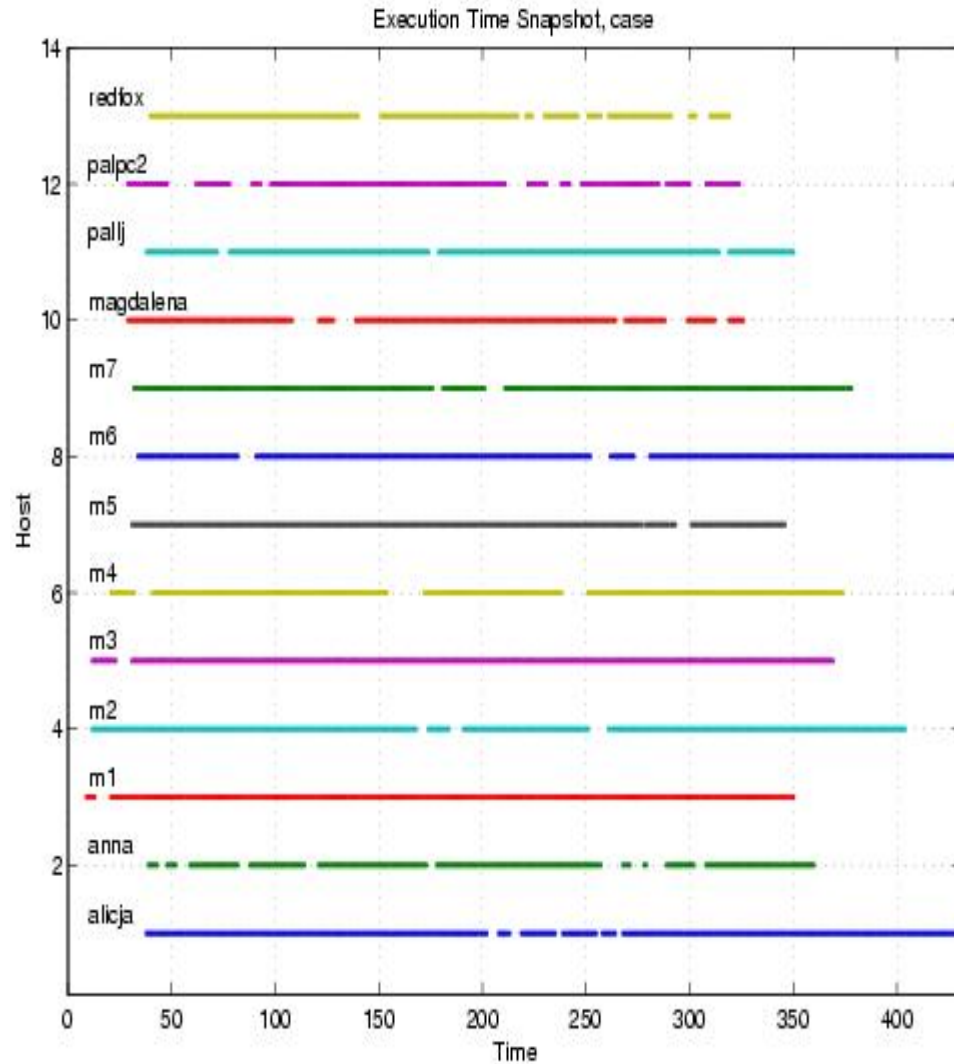 Execution Time Snapshot, case
14
redfox
palpc2
12
pallj
magdalena
10
m7
m6
8
m5
Host
m4
6
m3
m2
4
m1
anna
2
alicja
0 50 100 150 200 250 300 350 400
Time